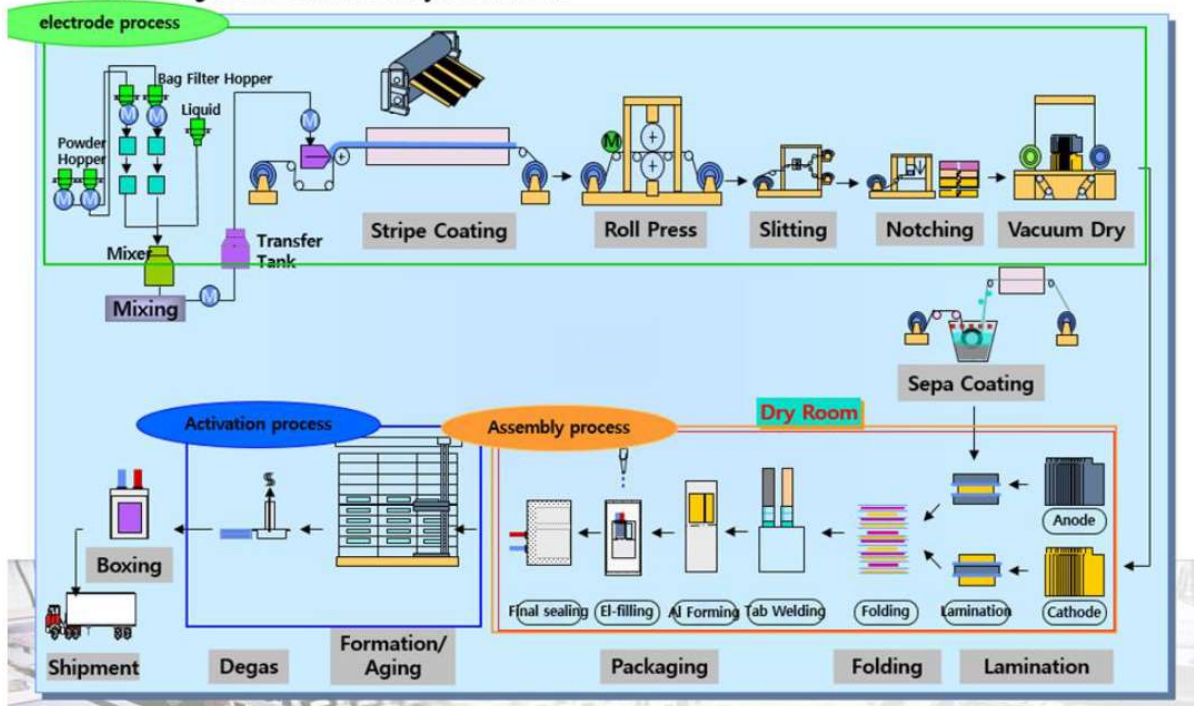 electrode process
Bag Filter Hopper
Liquid
Powder
Hopper
M
M
M
M
M
M
M
Mixer
Mixing
Transfer
Tank
Stripe Coating
Roll Press
Slitting
Notching
Vacuum Dry
Sepa Coating
Activation process
Assembly process
Dry Room
Anode
Cathode
Lamination
Folding
Tab Welding
Al Forming
El-filling
Final sealing
Boxing
Shipment
Degas
Formation/
Aging
Packaging
Folding
Lamination